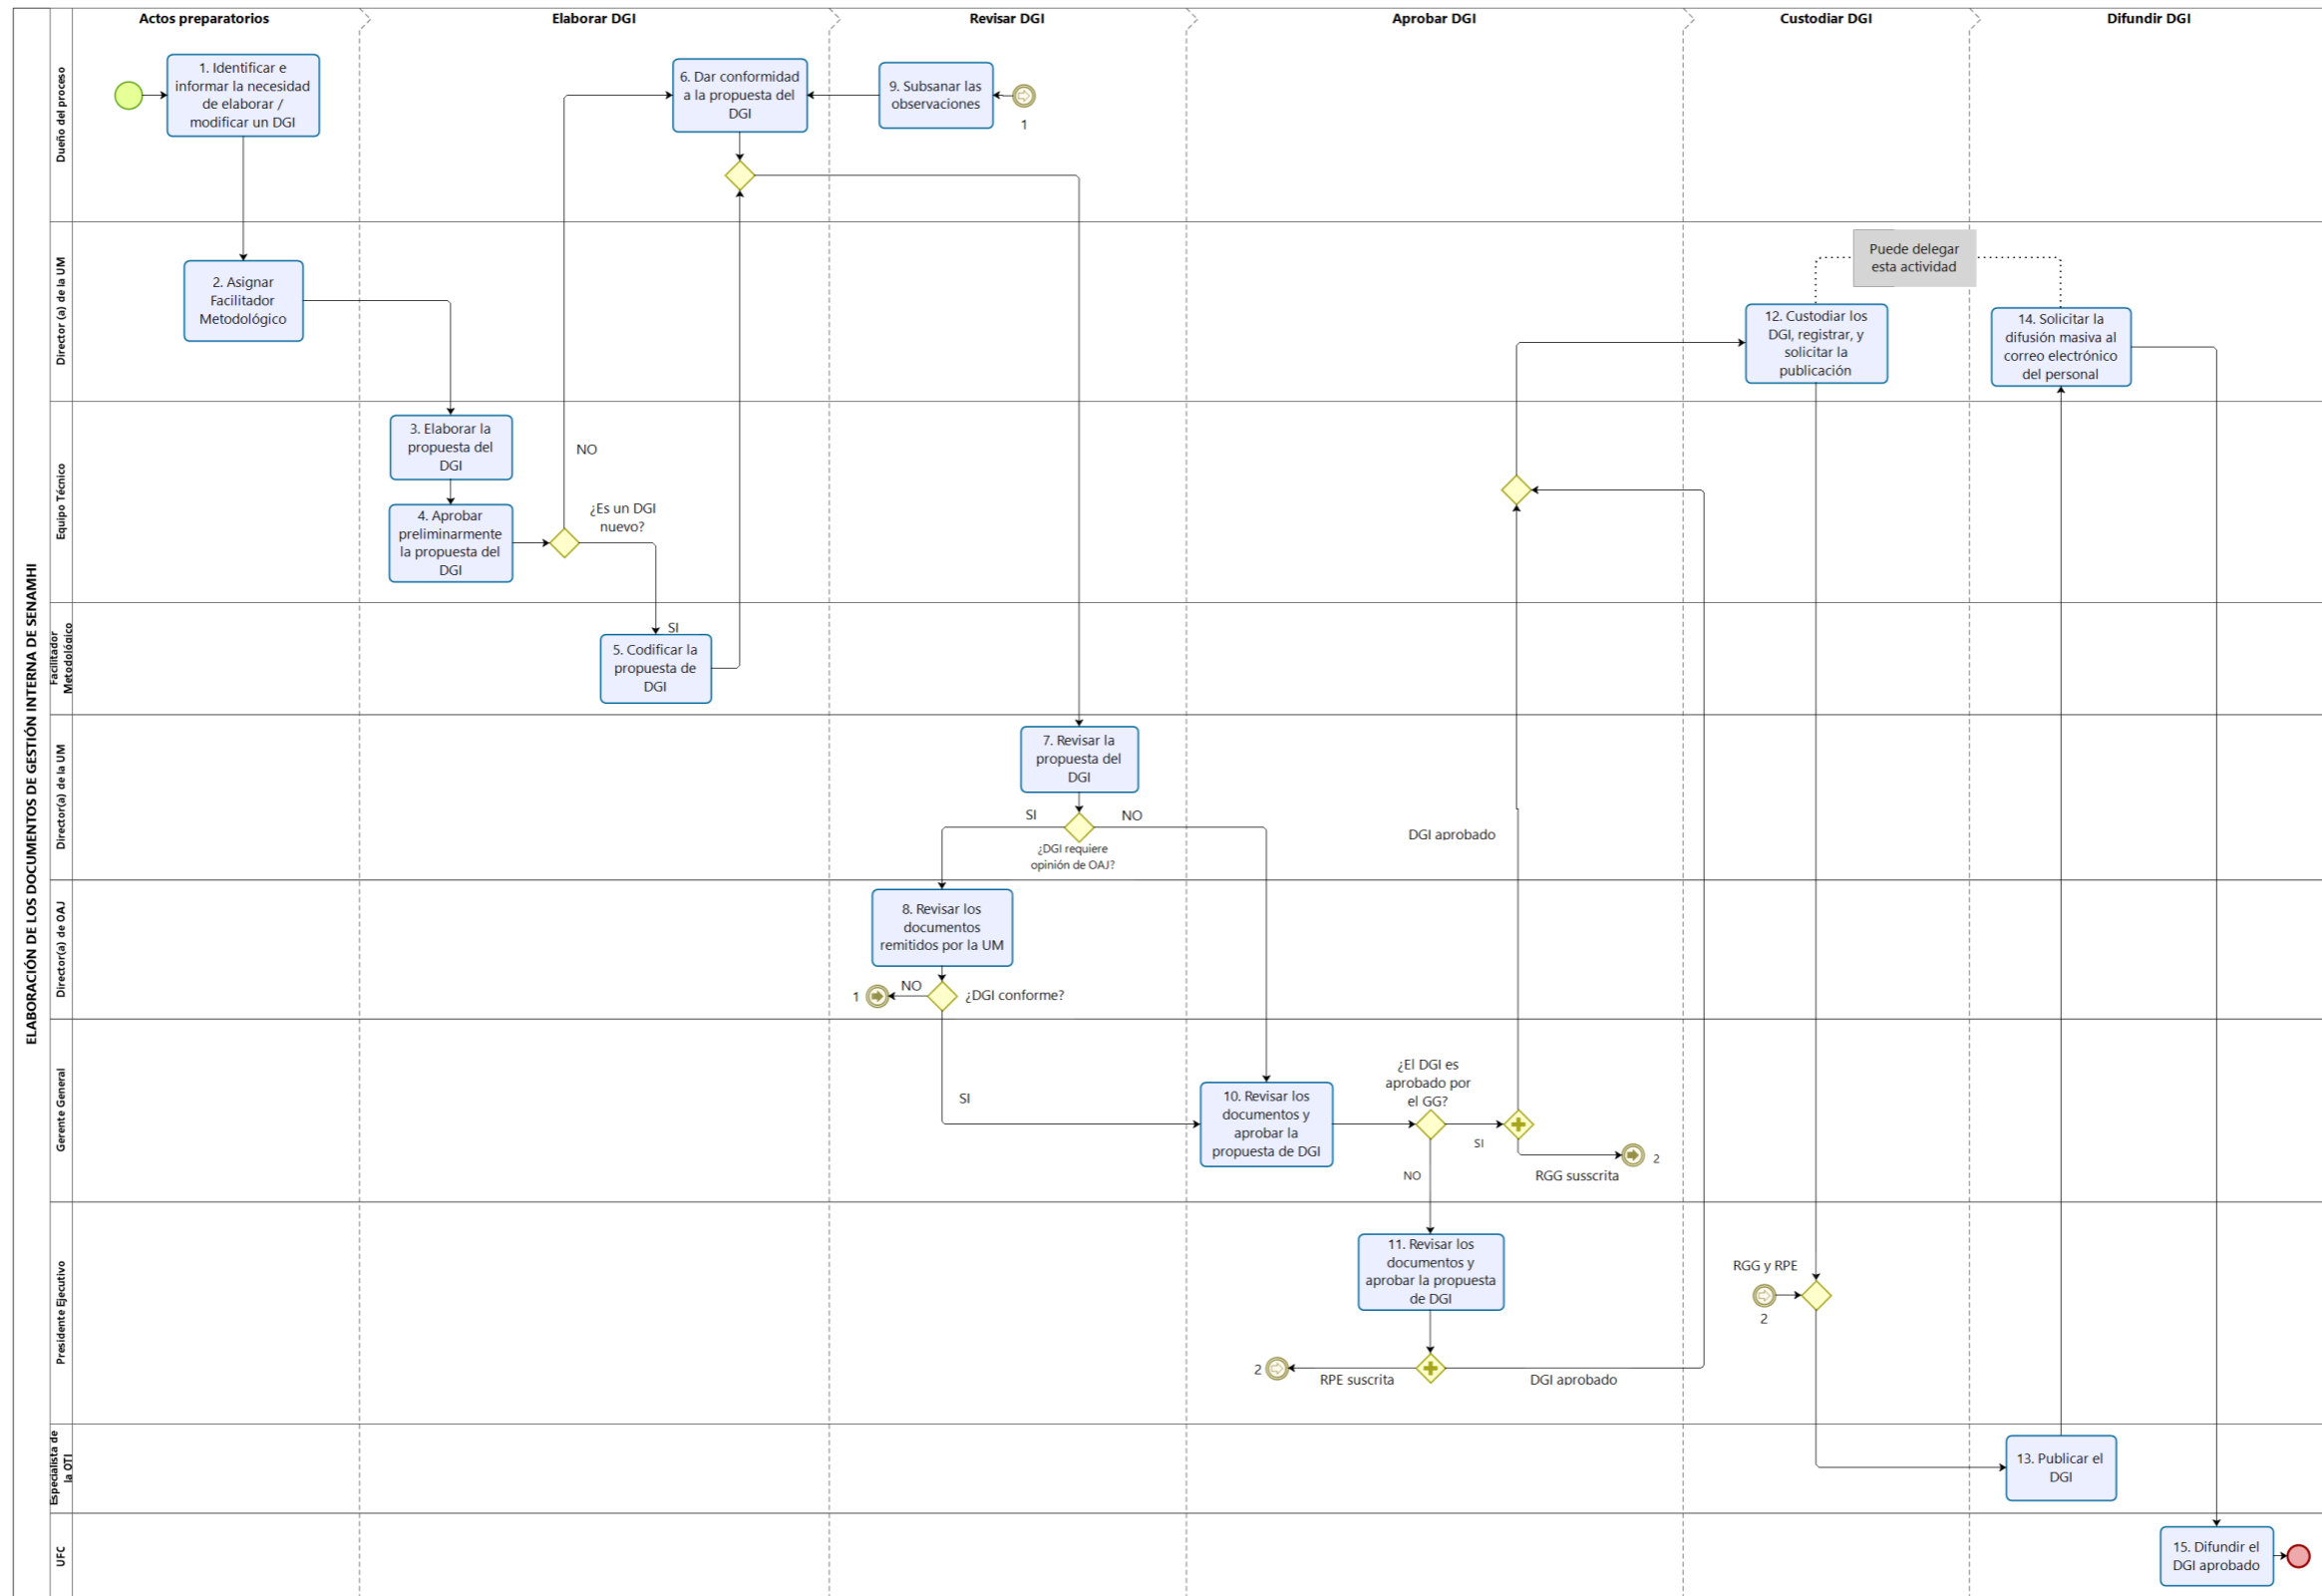 ELABORACIÓN DE LOS DOCUMENTOS DE GESTIÓN INTERNA DE SENAMHI
Actos preparatorios
Elaborar DGI
Revisar DGI
Aprobar DGI
Custodiar DGI
Difundir DGI
Dueño del proceso
1. Identificar e
informar la necesidad
de elaborar /
modificar un DGI
6. Dar conformidad
a la propuesta del
DGI
9. Subsanar las
observaciones
1
Director (a) de la UM
2. Asignar
Facilitador
Metodológico
Puede delegar
esta actividad
12. Custodiar los
DGI, registrar, y
solicitar la
publicación
14. Solicitar la
difusión masiva al
correo electrónico
del personal
Equipo Técnico
3. Elaborar la
propuesta del
DGI
4. Aprobar
preliminarmente
la propuesta del
DGI
NO
¿Es un DGI
nuevo?
Facilitador
Metodológico
SI
5. Codificar la
propuesta de
DGI
Director(a) de la UM
7. Revisar la
propuesta del
DGI
SI
NO
¿DGI requiere
opinión de OAJ?
DGI aprobado
Director(a) de OAJ
8. Revisar los
documentos
remitidos por la UM
1
NO
¿DGI conforme?
Gerente General
SI
10. Revisar los
documentos y
aprobar la
propuesta de DGI
¿El DGI es
aprobado por
el GG?
SI
NO
2
RGG susscrita
Presidente Ejecutivo
11. Revisar los
documentos y
aprobar la propuesta
de DGI
2
RPE suscrita
DGI aprobado
RGG y RPE
2
Especialista de
la OTI
13. Publicar el
DGI
UFC
15. Difundir el
DGI aprobado